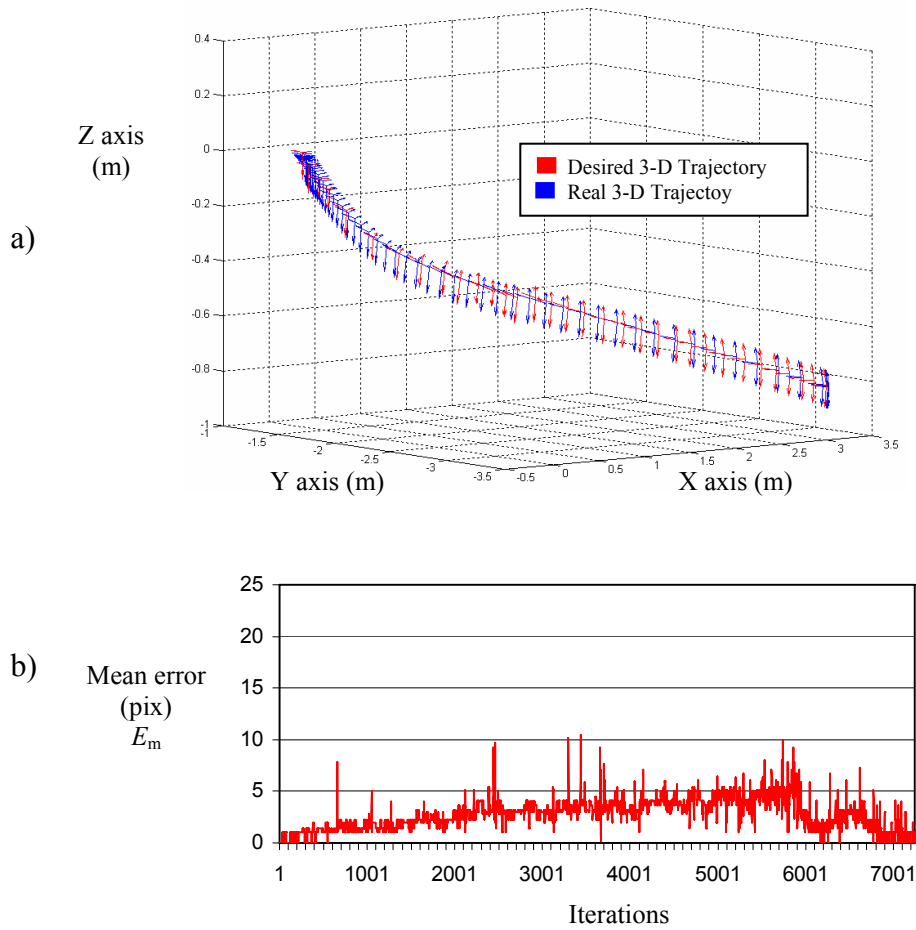 0.4
0.2
Z axis
(m)
0
Desired 3-D Trajectory
Real 3-D Trajectoy
-0.2
a)
-0.4
-0.6
-0.8
-1
-1
-1.5
-2
-2.5
-3
-3.5
-0.5
0
0.5
1
1.5
2
2.5
3
3.5
Y axis (m)
X axis (m)
b)
Mean error
(pix)
Em
25
20
15
10
5
0
1 1001 2001 3001 4001 5001 6001 7001
Iterations